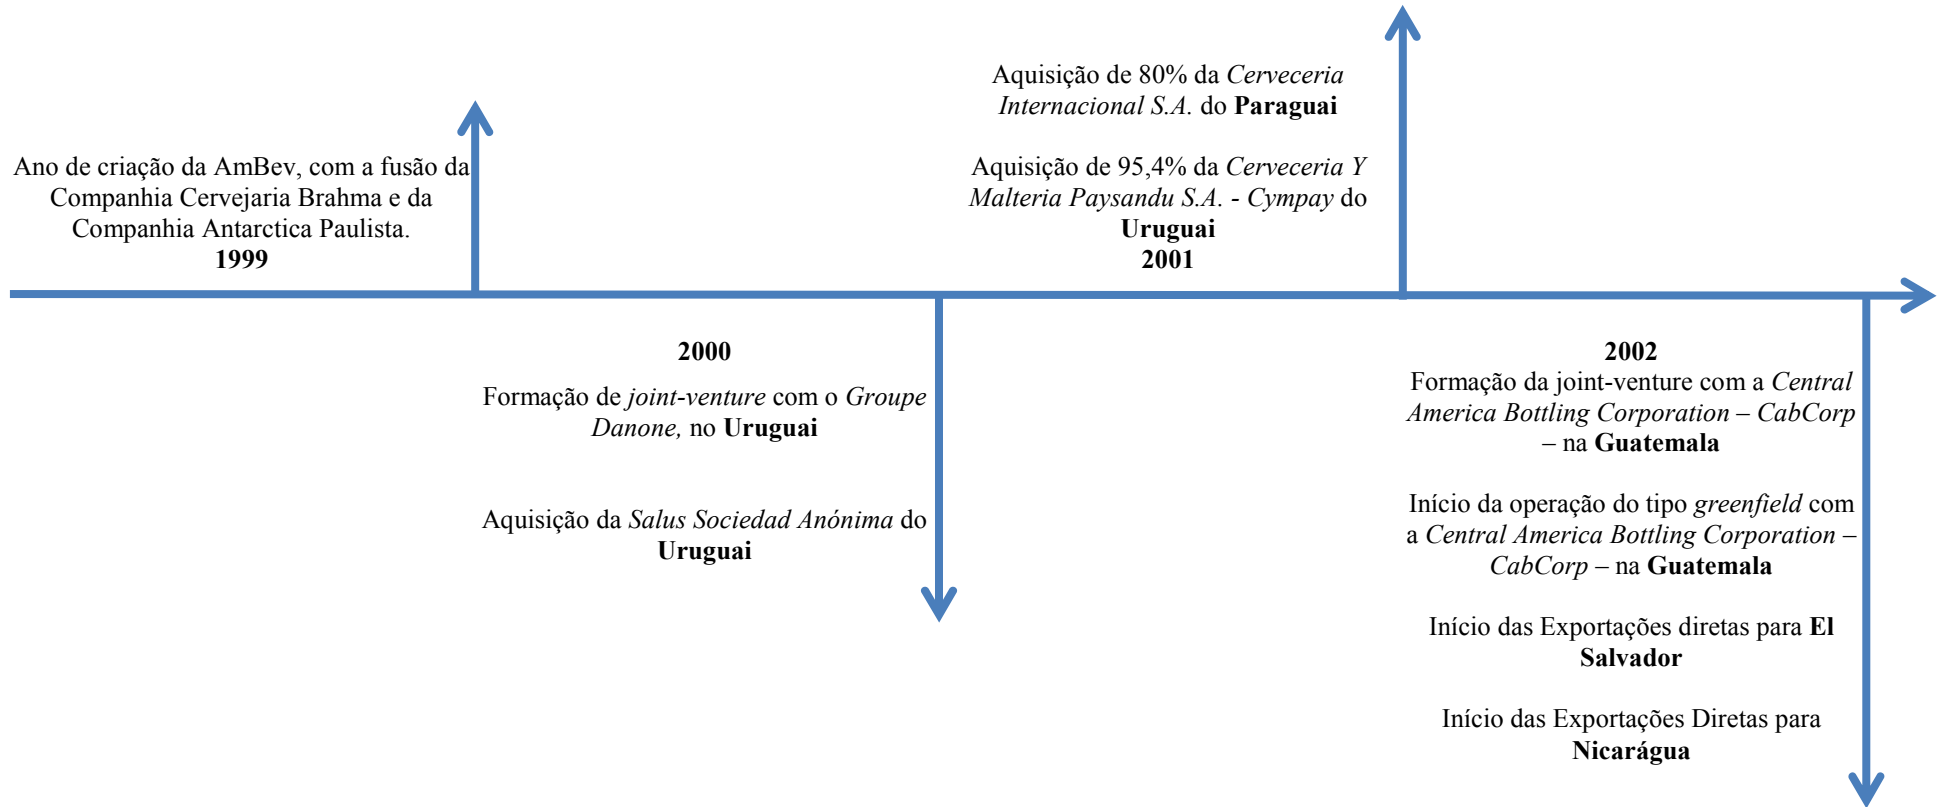 Ano de criação da AmBev, com a fusão da
Companhia Cervejaria Brahma e da
Companhia Antarctica Paulista.
1999
2000
Formação de joint-venture com o Groupe
Danone, no Uruguai
Aquisição da Salus Sociedad Anónima do
Uruguai
Aquisição de 80% da Cerveceria
Internacional S.A. do Paraguai
Aquisição de 95,4% da Cerveceria Y
Malteria Paysandu S.A. - Cympay do
Uruguai
2001
2002
Formação da joint-venture com a Central
America Bottling Corporation – CabCorp
– na Guatemala
Início da operação do tipo greenfield com
a Central America Bottling Corporation –
CabCorp – na Guatemala
Início das Exportações diretas para El
Salvador
Início das Exportações Diretas para
Nicarágua